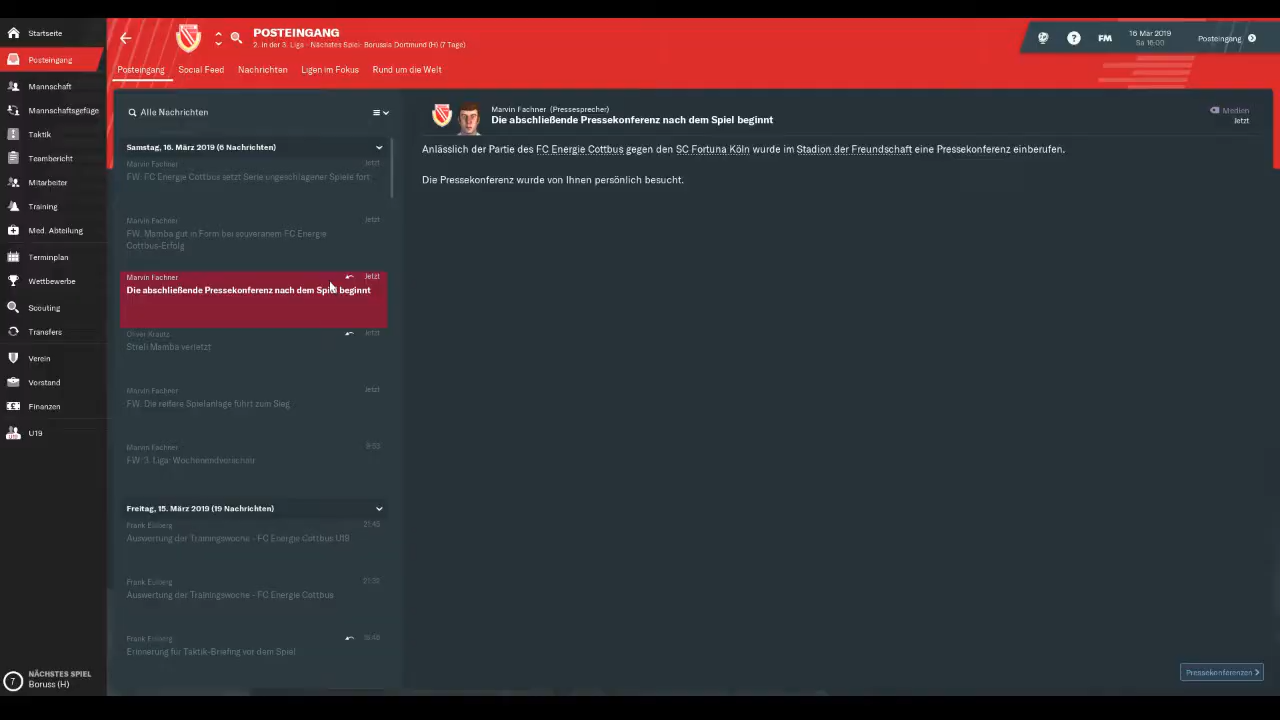 Startseite
Posteingang
Mannschaft
Mannschaftsgefüge
Taktik
Teambericht
Mitarbeiter
Training
Med. Abteilung
Terminplan
Wettbewerbe
Scouting
Transfers
Verein
Vorstand
Finanzen
U19
U19
7
NÄCHSTES SPIEL
Boruss (H)
POSTEINGANG
2. in der 3. Liga - Nächstes Spiel: Borussia Dortmund (H) (7 Tage)
?
FM
16 Mär 2019
Sa 16:00
Posteingang
Posteingang
Social Feed
Nachrichten
Ligen im Fokus
Rund um die Welt
Alle Nachrichten
Samstag, 16. März 2019 (6 Nachrichten)
Marvin Fachner Jetzt
FW: FC Energie Cottbus setzt Serie ungeschlagener Spiele fort
Marvin Fachner Jetzt
FW: Mamba gut in Form bei souveränem FC Energie
Cottbus-Erfolg
Marvin Fachner Jetzt
Die abschließende Pressekonferenz nach dem Spiel beginnt
Oliver Krautz Jetzt
Streli Mamba verletzt
Marvin Fachner Jetzt
FW: Die reifere Spielanlage führt zum Sieg
Marvin Fachner
FW: 3. Liga: Wochenendvorschau
Freitag, 15. März 2019 (19 Nachrichten)
Frank Eulberg 21:43
Auswertung der Trainingswoche - FC Energie Cottbus U19
Frank Eulberg
Auswertung der Trainingswoche - FC Energie Cottbus
Frank Eulberg
Erinnerung für Taktik-Briefing vor dem Spiel
Marvin Fachner (Pressesprecher)
Die abschließende Pressekonferenz nach dem Spiel beginnt
Medien
Jetzt
Anlässlich der Partie des FC Energie Cottbus gegen den SC Fortuna Köln wurde im Stadion der Freundschaft eine Pressekonferenz einberufen.
Die Pressekonferenz wurde von Ihnen persönlich besucht.
Pressekonferenzen